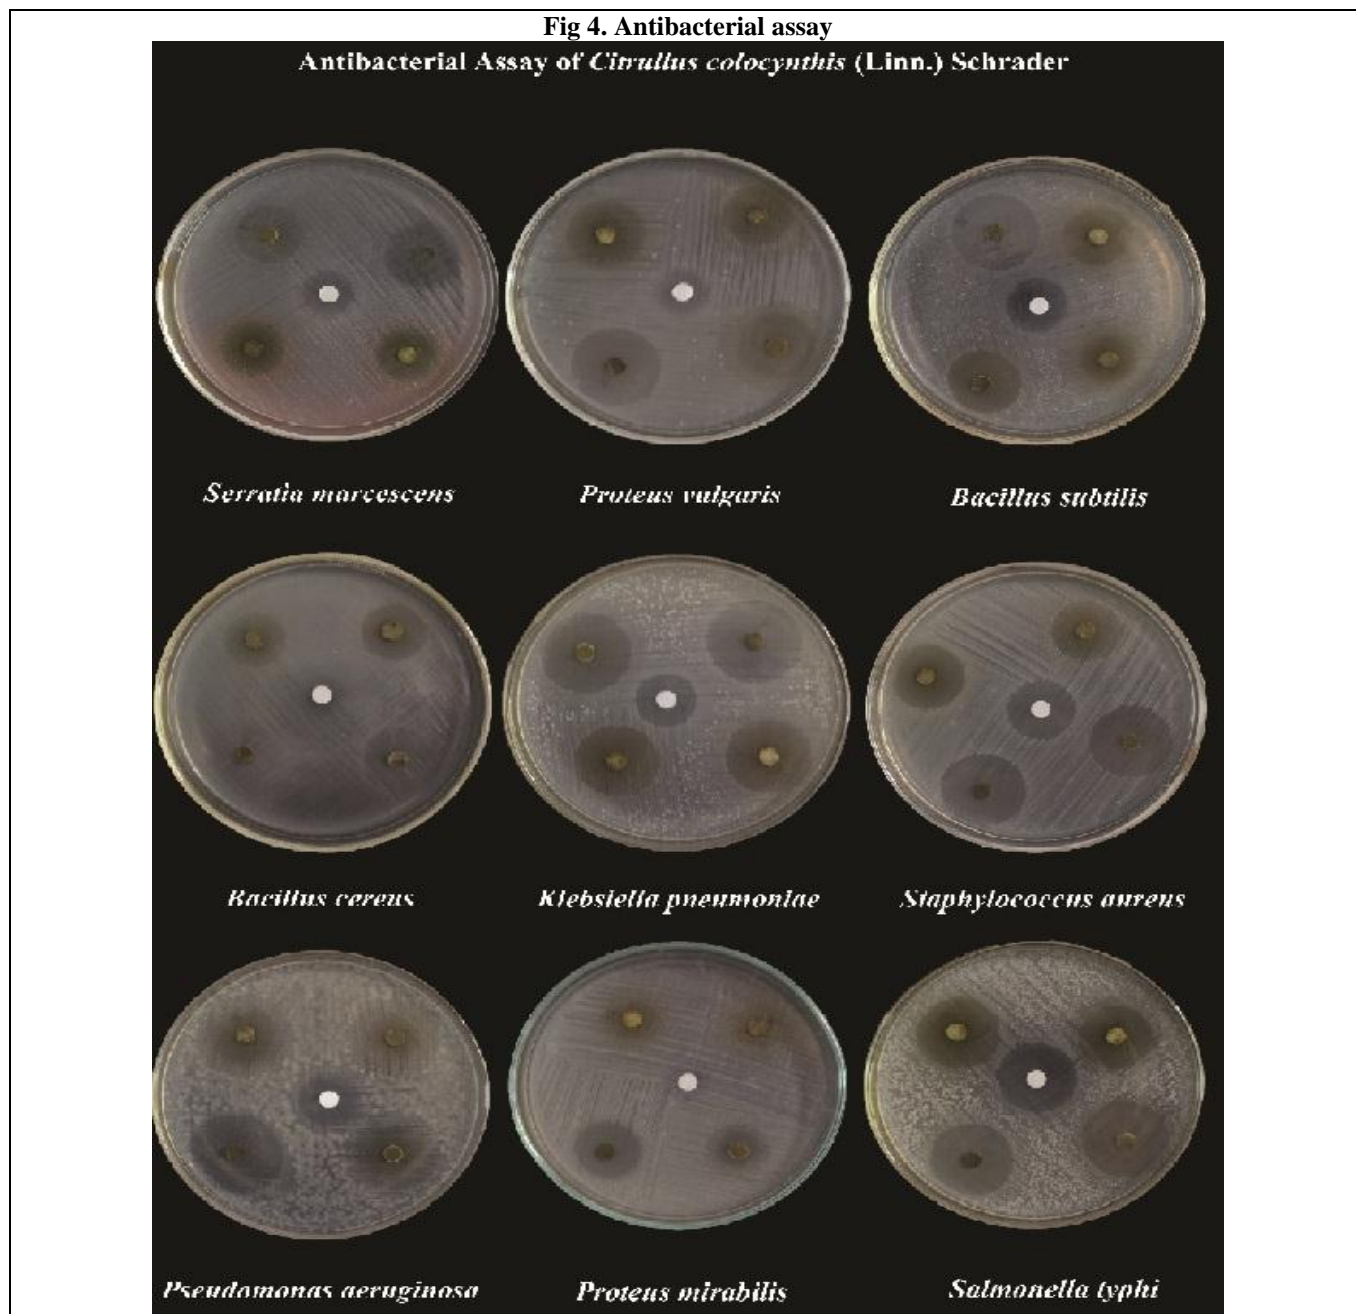 Fig 4. Antibacterial assay
Antibacterial Assay of Citrullus colocynthis (Linn.) Schrader
Serratia marcescens
Proteus vulgaris
Bacillus subtilis
Bacillus cereus
Klebsiella pneumoniae
Staphylococcus aureus
Pseudomonas aeruginosa
Proteus mirabilis
Salmonella typhi